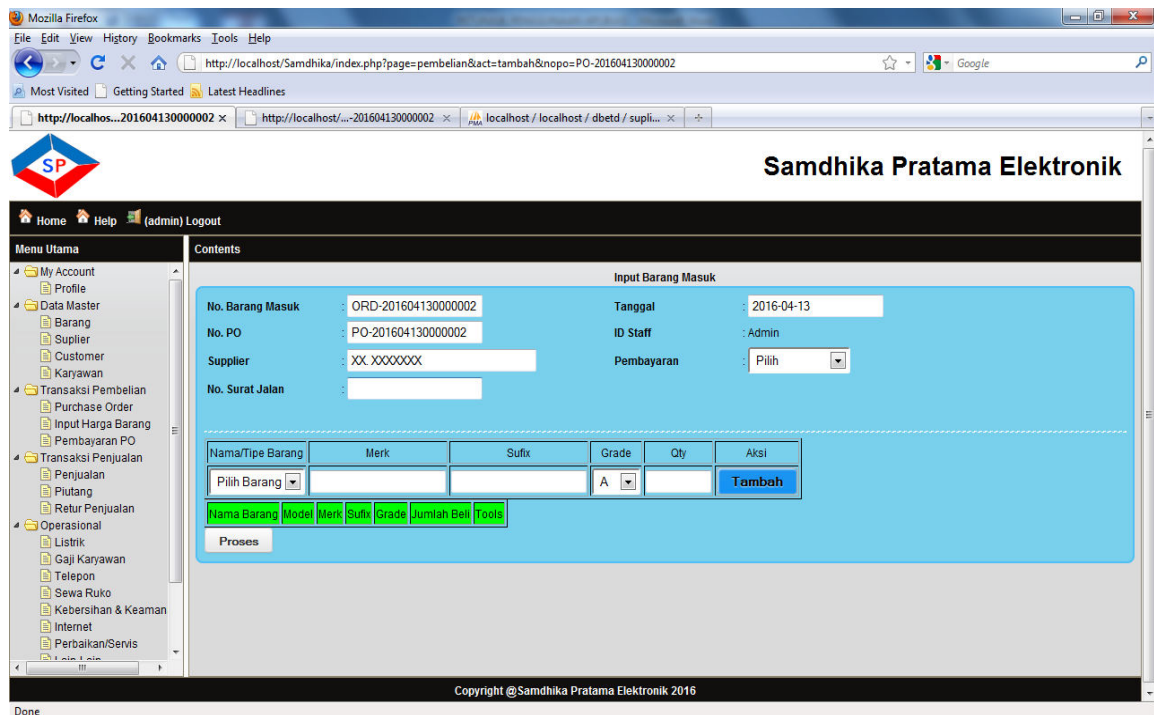 Mozilla Firefox
File Edit View History Bookmarks Tools Help
http://localhost/Samdhika/index.php?page=pembelian&act=tambah&nopo=PO-201604130000002
Google
Most Visited Getting Started Latest Headlines
http://localhos...201604130000002 × http://localhost/...-201604130000002 × PMA localhost / localhost / dbetd / supli... ×
SP
Samdhika Pratama Elektronik
Home Help (admin) Logout
Menu Utama
My Account
Profile
Data Master
Barang
Suplier
Customer
Karyawan
Transaksi Pembelian
Purchase Order
Input Harga Barang
Pembayaran PO
Transaksi Penjualan
Penjualan
Piutang
Retur Penjualan
Operasional
Listrik
Gaji Karyawan
Telepon
Sewa Ruko
Kebersihan & Keaman
Internet
Perbaikan/Servis
Lain Lain
Contents
Input Barang Masuk
No. Barang Masuk : ORD-201604130000002 Tanggal : 2016-04-13
No. PO : PO-201604130000002 ID Staff : Admin
Supplier : XX. XXXXXXX Pembayaran : Pilih
No. Surat Jalan :
Nama/Tipe Barang Merk Sufix Grade Qty Aksi
Pilih Barang A Tambah
Nama Barang Model Merk Sufix Grade Jumlah Beli Tools
Proses
Copyright @Samdhika Pratama Elektronik 2016
Done